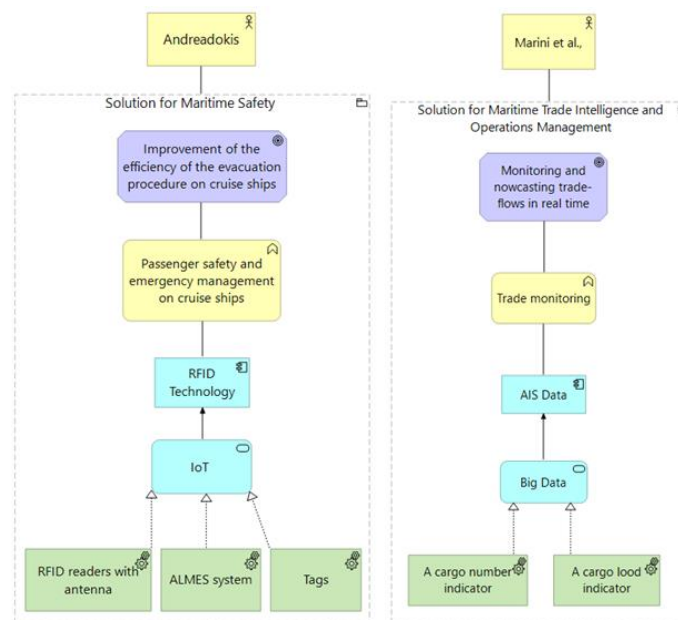 Andreadokis
Solution for Maritime Safety
Improvement of the
efficiency of the evacuation
procedure on cruise ships
Passenger safety and
emergency management
on cruise ships
RFID
Technology
IoT
RFID readers with
antenna
ALMES system
Tags
Marini et al.,
Solution for Maritime Trade Intelligence and
Operations Management
Monitoring and
nowcasting trade-
flows in real time
Trade monitoring
AIS Data
Big Data
A cargo number
indicator
A cargo lood
indicator